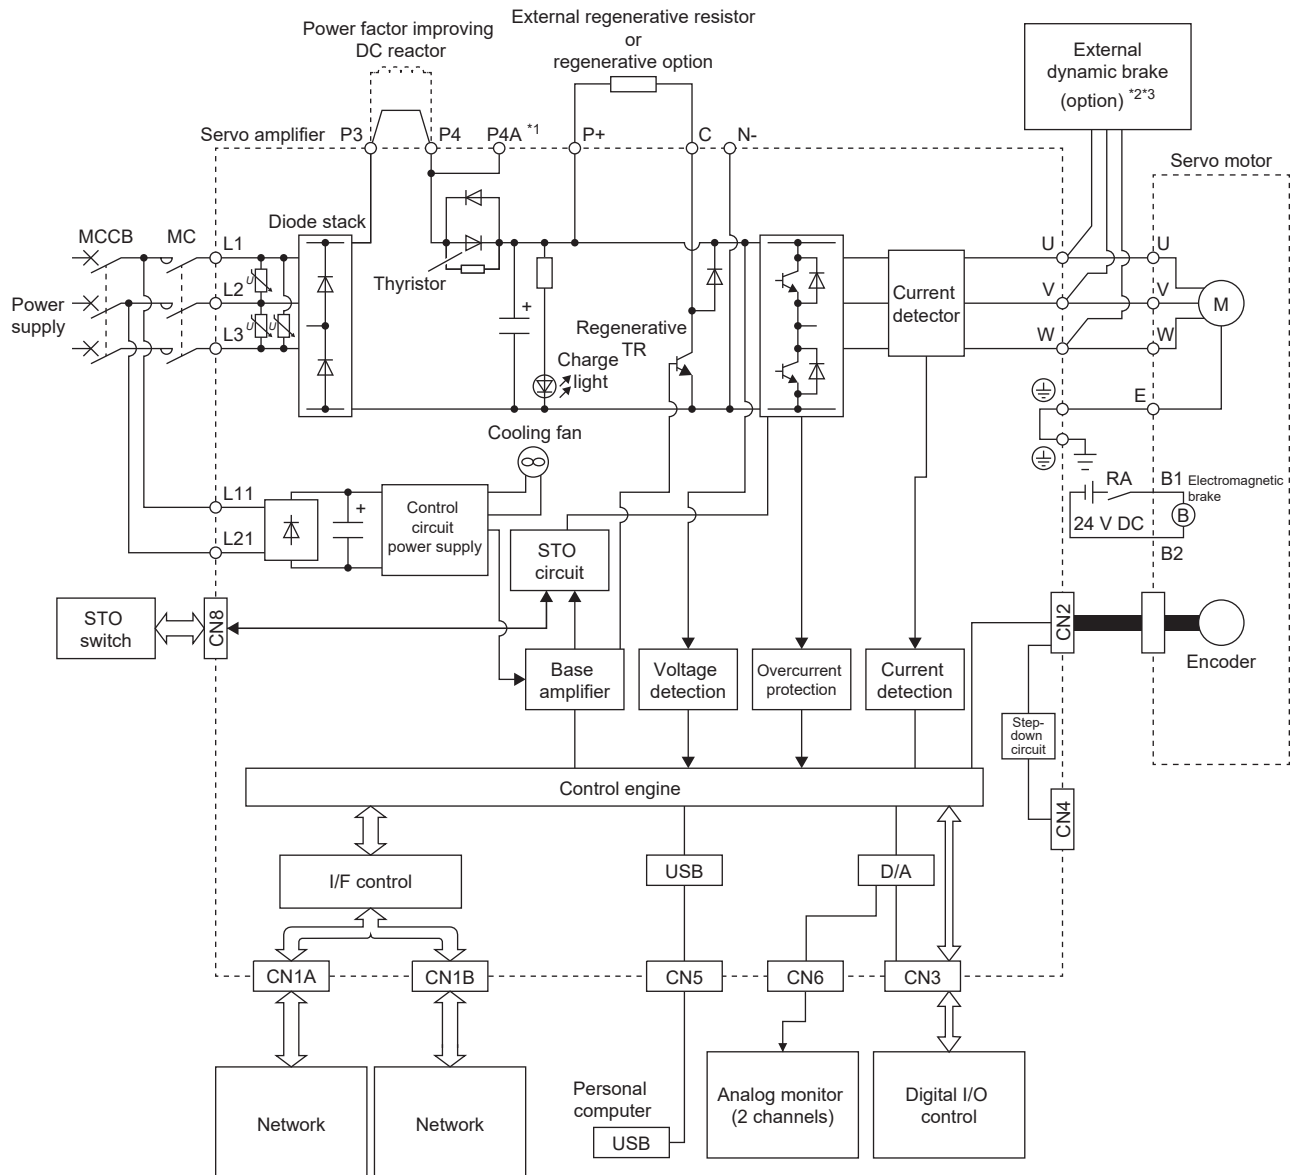 External regenerative resistor
or
regenerative option)
Power factor improving
DC reactor
External
dynamic brake
(option) *2*3
Servo amplifier
P3
P4
P4A *1
P+
C
N-
Servo motor
Diode stack
MCCB
MC
L1
L2
L3
U
U
U
Power
supply
Thyristor
+
Regenerative
TR
Charge
light
Current
detector
U
V
W
U
V
W
M
E
Cooling fan
L11
L21
+
Control
circuit
power supply
STO
circuit
RA
24 V DC
B1
Electromagnetic
brake
B
B2
STO
switch
CN8
CN2
Encoder
Base
amplifier
Voltage
detection
Overcurrent
protection
Current
detection
Step-
down
circuit
CN4
Control engine
I/F control
USB
D/A
CN1A
CN1B
CN5
CN6
CN3
Network
Network
Personal
computer
USB
Analog monitor
(2 channels)
Digital I/O
control